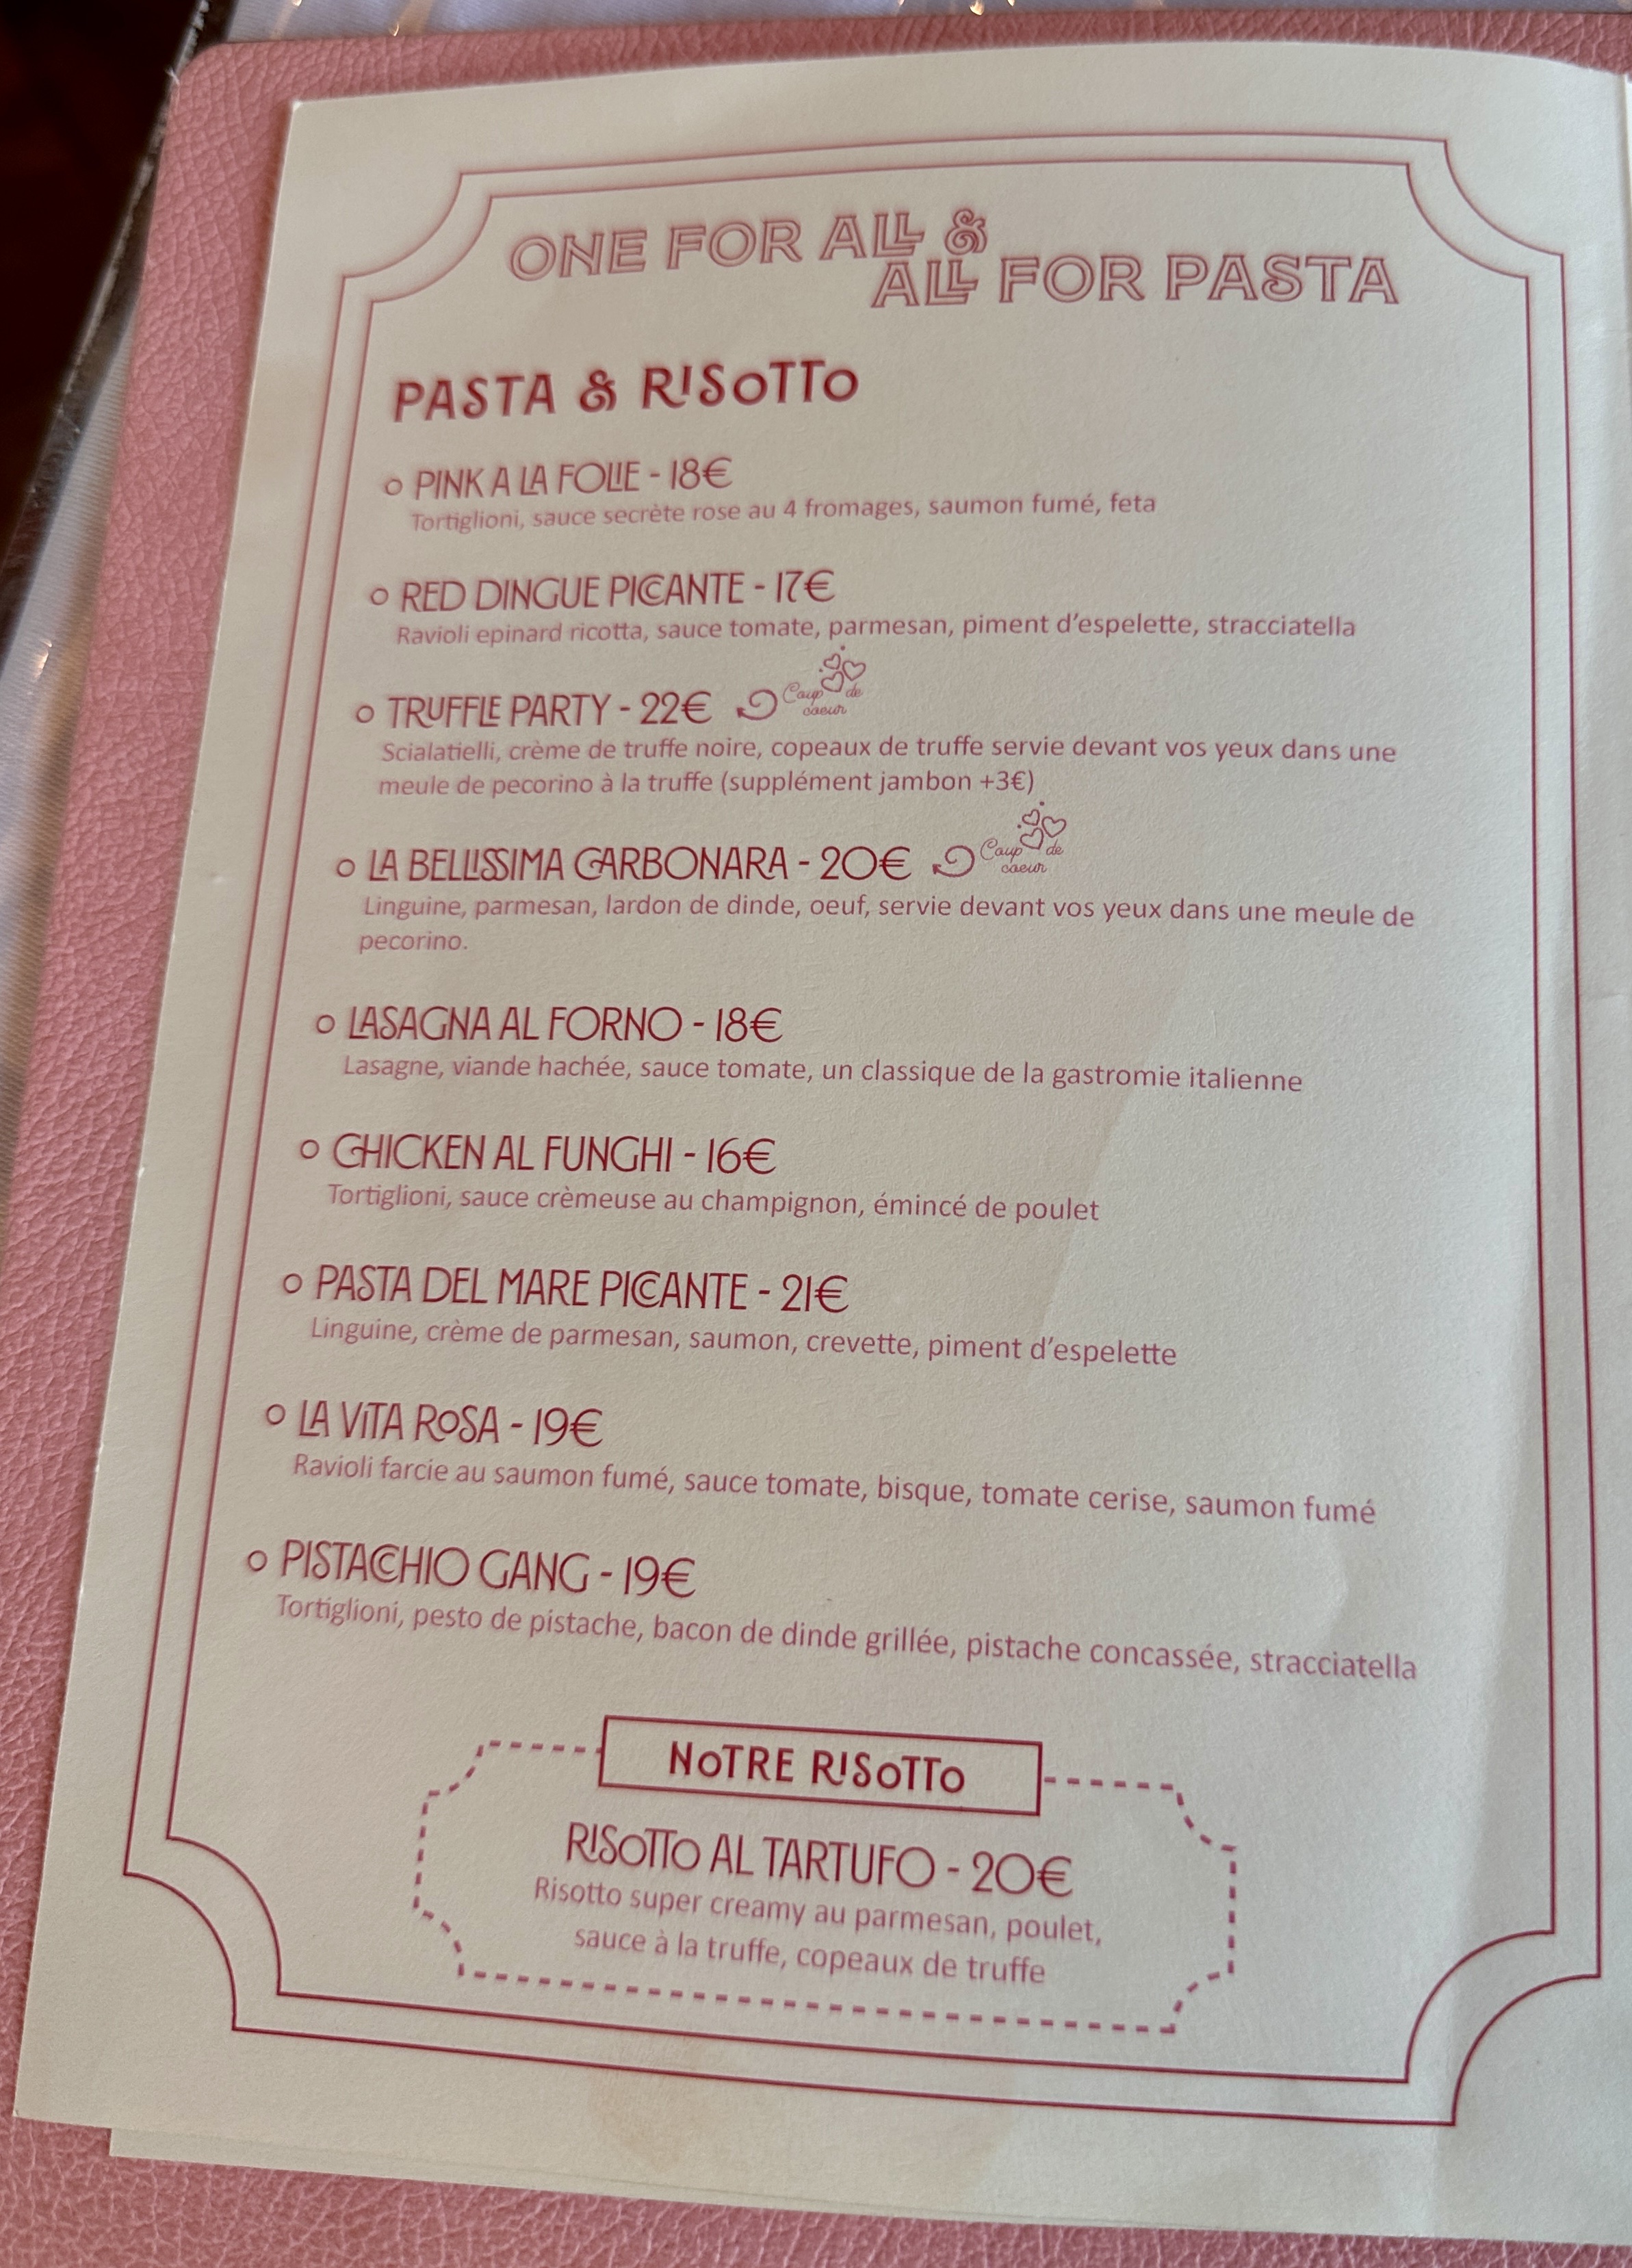 ONE FOR ALL &
ALL FOR PASTA
PASTA & RISOTTO
PINK A LA FOLIE - 18€
Tortiglioni, sauce secrète rose au 4 fromages, saumon fumé, feta
RED DINGUE PICCANTE - 17€
Ravioli epinard ricotta, sauce tomate, parmesan, piment d'espelette, stracciatella
TRUFFLE PARTY - 22€ Coup de
coeur
Scialatielli, crème de truffe noire, copeaux de truffe servie devant vos yeux dans une
meule de pecorino à la truffe (supplément jambon +3€)
LA BELLISSIMA CARBONARA - 20€ Coup de
coeur
Linguine, parmesan, lardon de dinde, oeuf, servie devant vos yeux dans une meule de
pecorino.
LASAGNA AL FORNO - 18€
Lasagne, viande hachée, sauce tomate, un classique de la gastromie italienne
CHICKEN AL FUNGHI - 16€
Tortiglioni, sauce crèmeuse au champignon, émincé de poulet
PASTA DEL MARE PICCANTE - 21€
Linguine, crème de parmesan, saumon, crevette, piment d'espelette
LA ViTA ROSA - 19€
Ravioli farcie au saumon fumé, sauce tomate, bisque, tomate cerise, saumon fumé
PISTACCHIO GANG - 19€
Tortiglioni, pesto de pistache, bacon de dinde grillée, pistache concassée, stracciatella
NOTRE RISOTTO
RISOTTO AL TARTUFO - 20€
Risotto super creamy au parmesan, poulet,
sauce à la truffe, copeaux de truffe